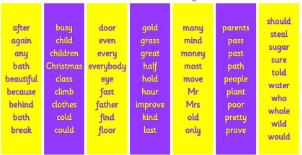 after
again
any
bath
beautiful
because
behind
both
break
busy
child
children
Christmas
class
climb
clothes
cold
could
door
even
every
everybody
eye
fast
father
find
floor
gold
grass
great
half
hold
hour
improve
kind
last
many
mind
money
most
move
Mr
Mrs
old
only
parents
pass
past
path
people
plant
poor
pretty
prove
should
steal
sugar
sure
told
water
who
whole
wild
would